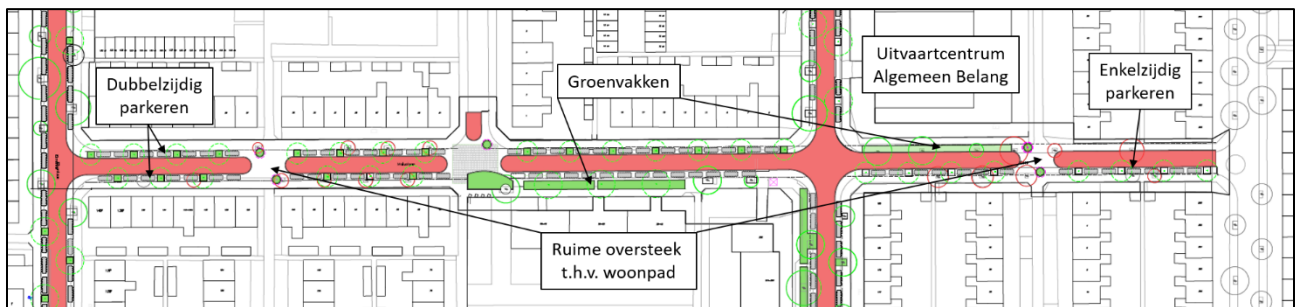 Dubbelzijdig
parkeren
Groenvakken
Uitvaartcentrum
Algemeen Belang
Enkelzijdig
parkeren
Ruime oversteek
t.h.v. woonpad